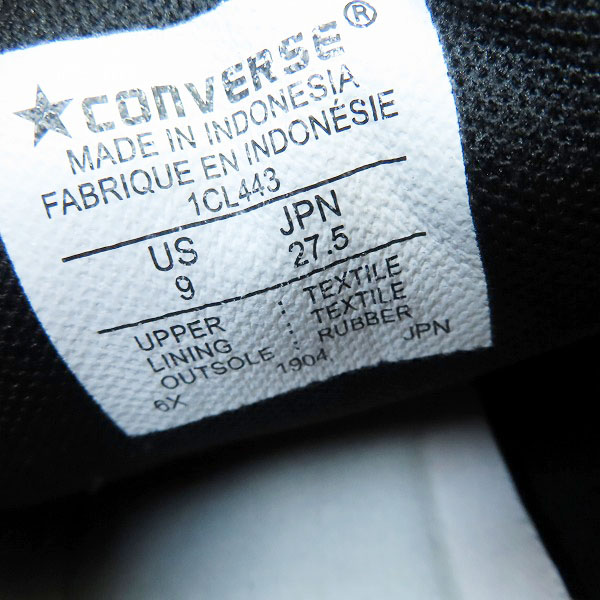 CONVERSE®
MADE IN INDONESIA
FABRIQUE EN INDONÉSIE
1CL443
US JPN
9 27.5
UPPER : TEXTILE
LINING : TEXTILE
OUTSOLE : RUBBER
6X 1904 JPN